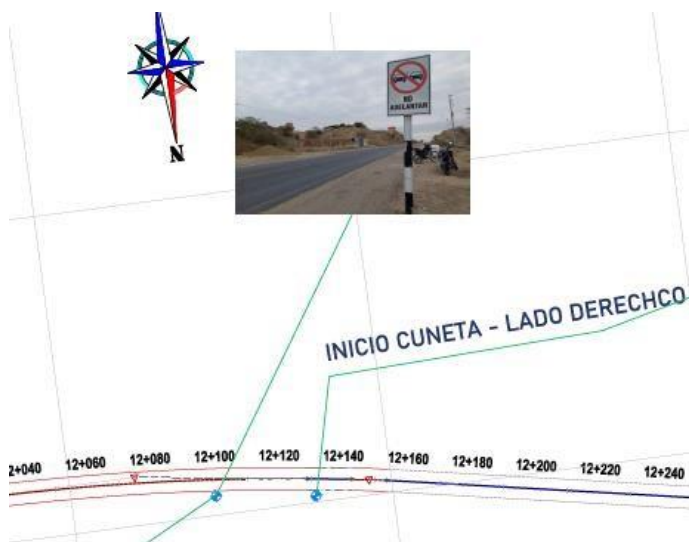 NO
ADELANTAR
N
INICIO CUNETA - LADO DERECHCO
2+040 12+060 12+080 12+100 12+120 12+140 12+160 12+180 12+200 12+220 12+240